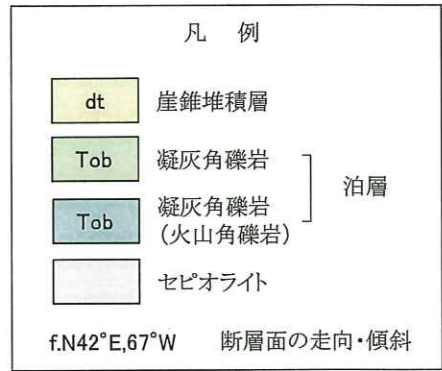 凡 例
dt 崖錐堆積層
Tob 凝灰角礫岩
泊層
Tob 凝灰角礫岩
(火山角礫岩)
セピオライト
f.N42°E,67°W 断層面の走向・傾斜